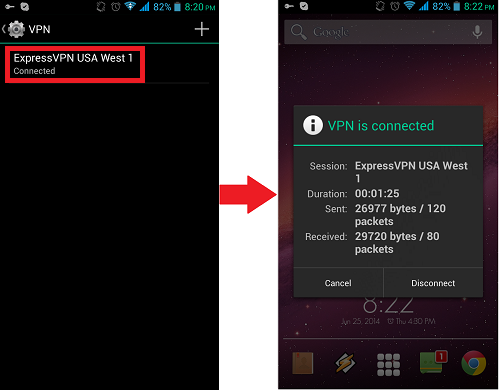 82% 8:20 PM
VPN
ExpressVPN USA West 1
Connected
82% 8:22 PM
Google
VPN is connected
Session: ExpressVPN USA West
1
Duration: 00:01:25
Sent: 26977 bytes / 120
packets
Received: 29720 bytes / 80
packets
Cancel Disconnect
8:22
Jun 25, 2014 Thu 4:30 AM
1